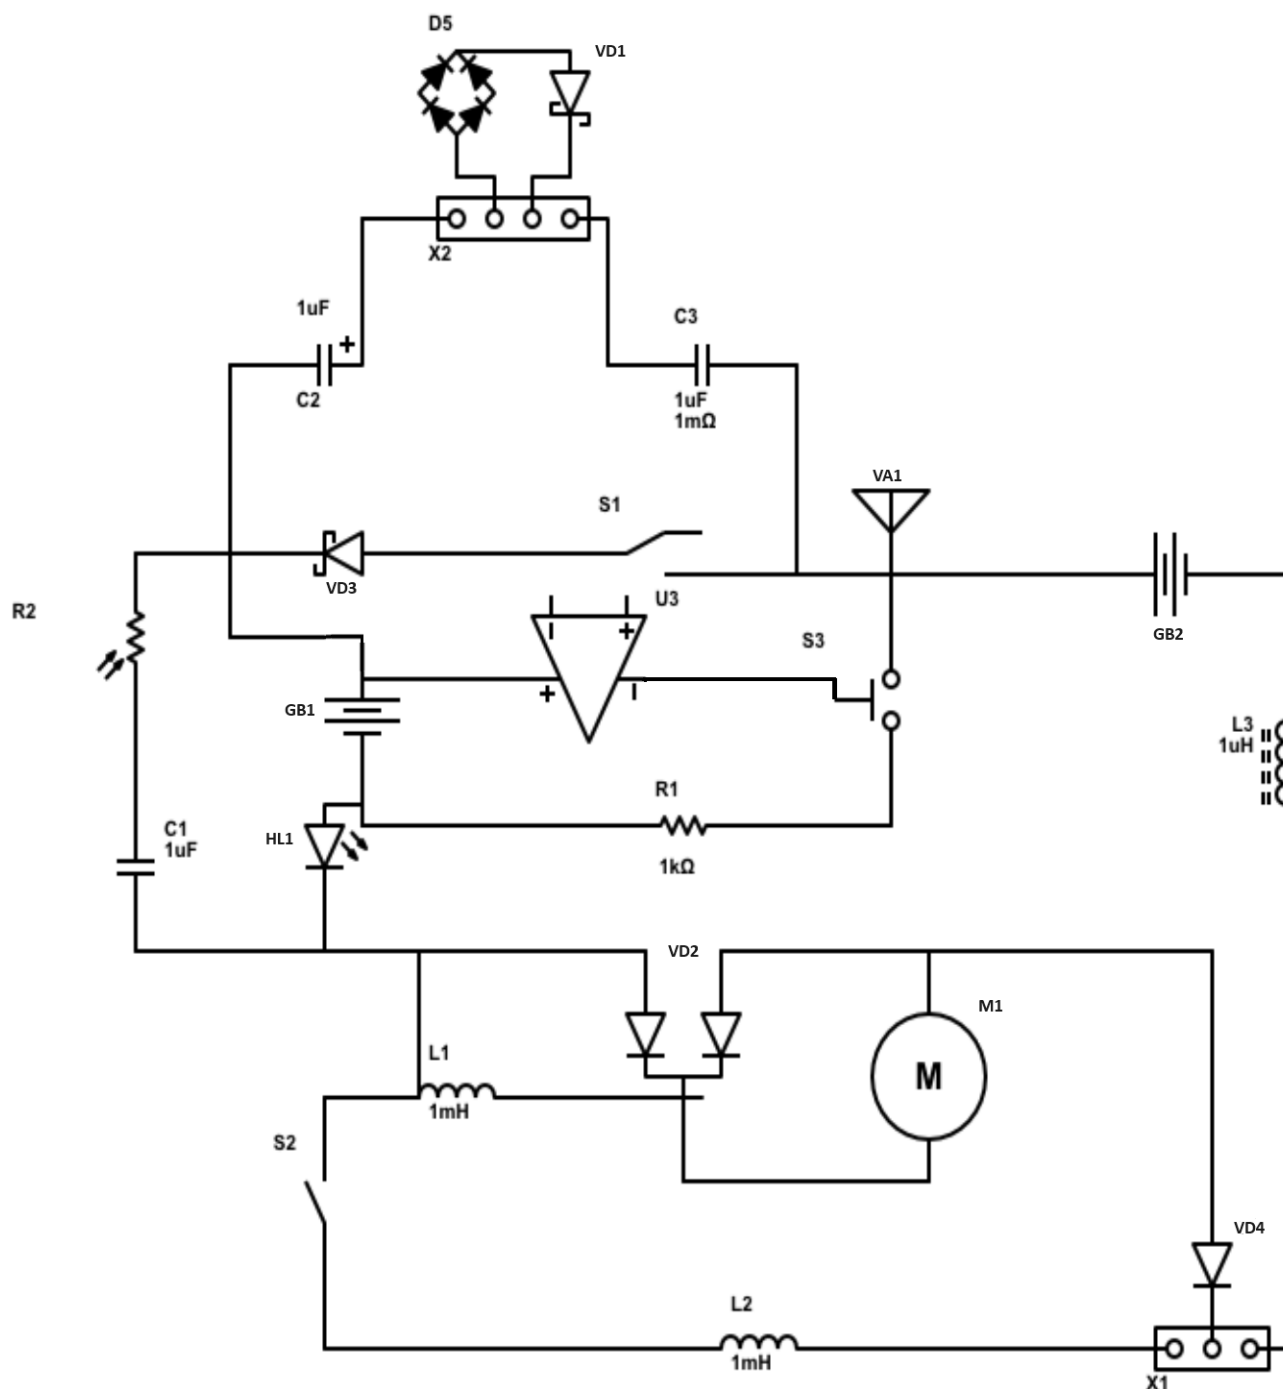 D5
VD1
X2
1uF
C2
C3
1uF
1mΩ
VA1
S1
VD3
U3
R2
S3
GB2
GB1
L3
1uH
R1
1kΩ
C1
1uF
HL1
VD2
M1
M
L1
1mH
S2
VD4
L2
1mH
X1